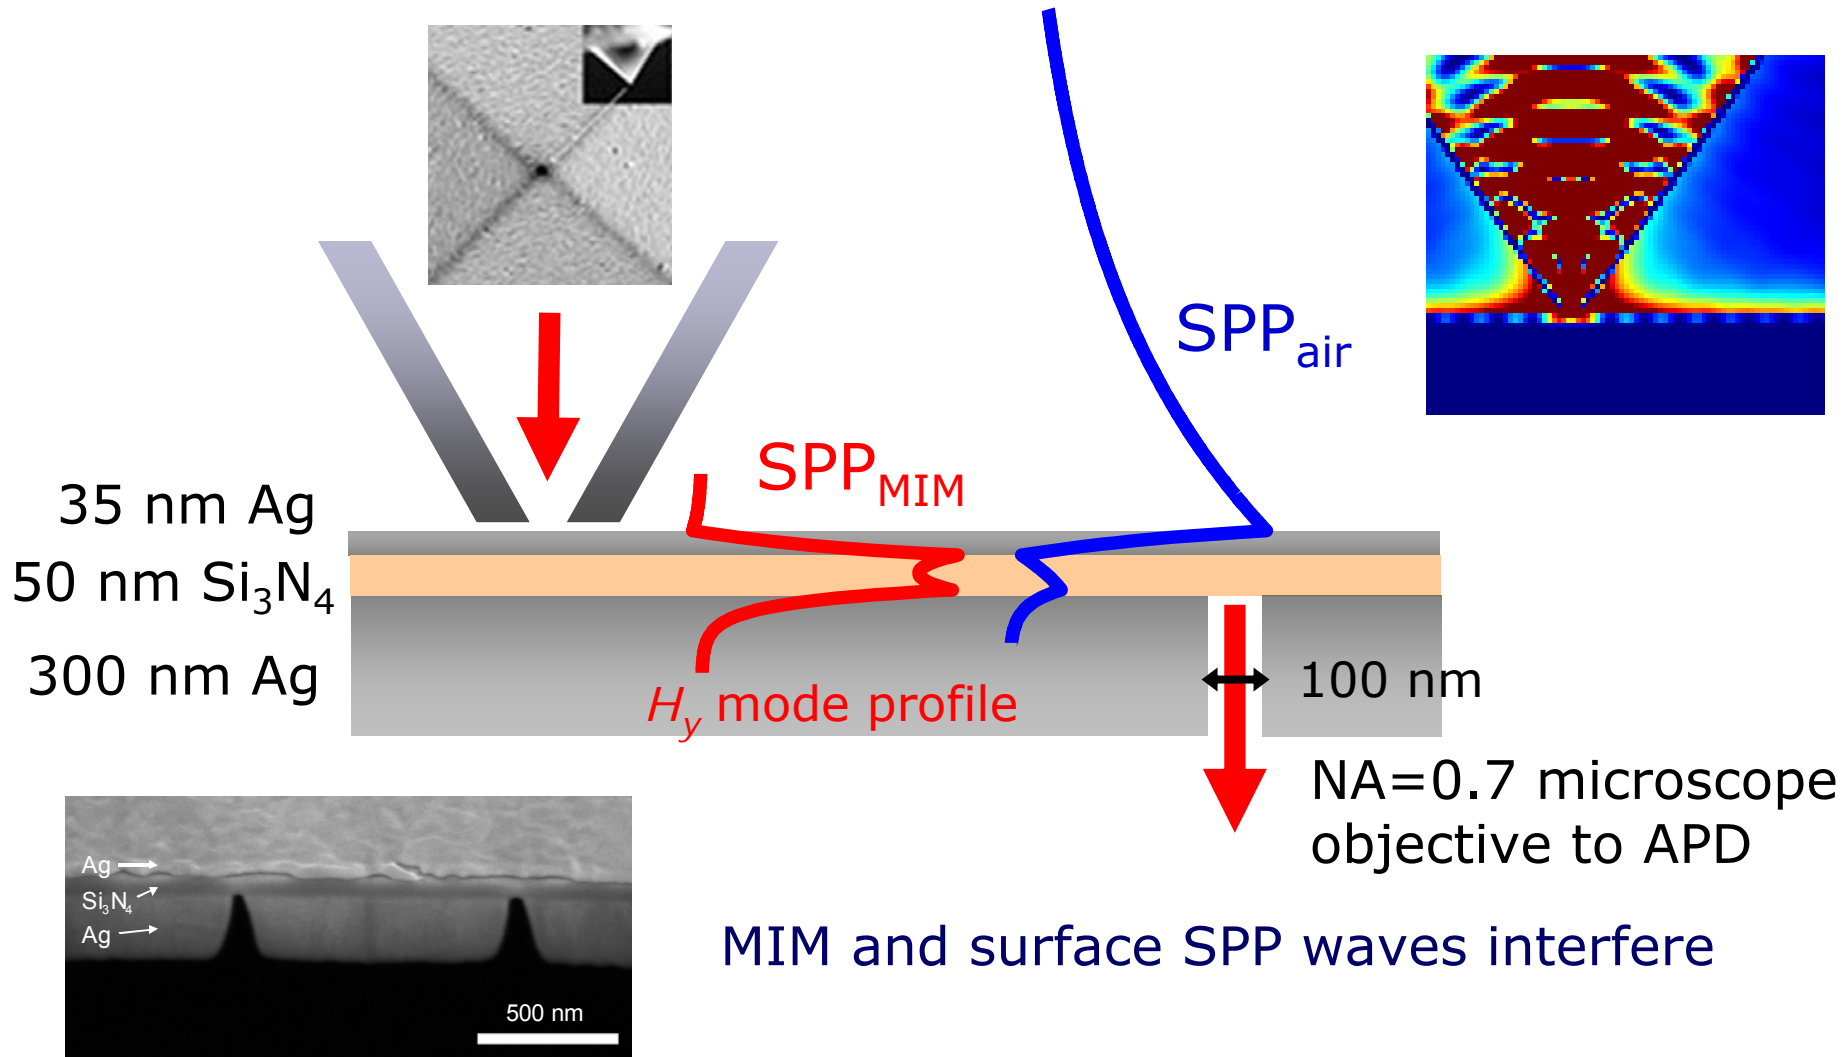 SPPair
SPPMIM
35 nm Ag
50 nm Si3N4
300 nm Ag
100 nm
Hy mode profile
NA=0.7 microscope
objective to APD
Ag
Si3N4
Ag
500 nm
MIM and surface SPP waves interfere